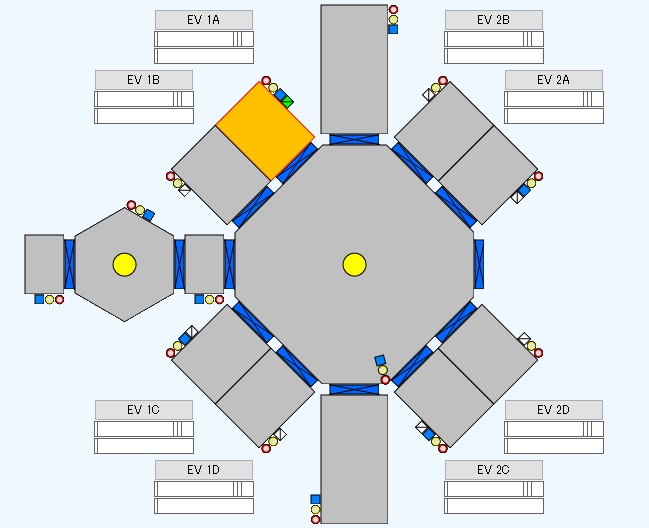 EV 1A
EV 2B
EV 1B
EV 2A
EV 1C
EV 2D
EV 1D
EV 2C